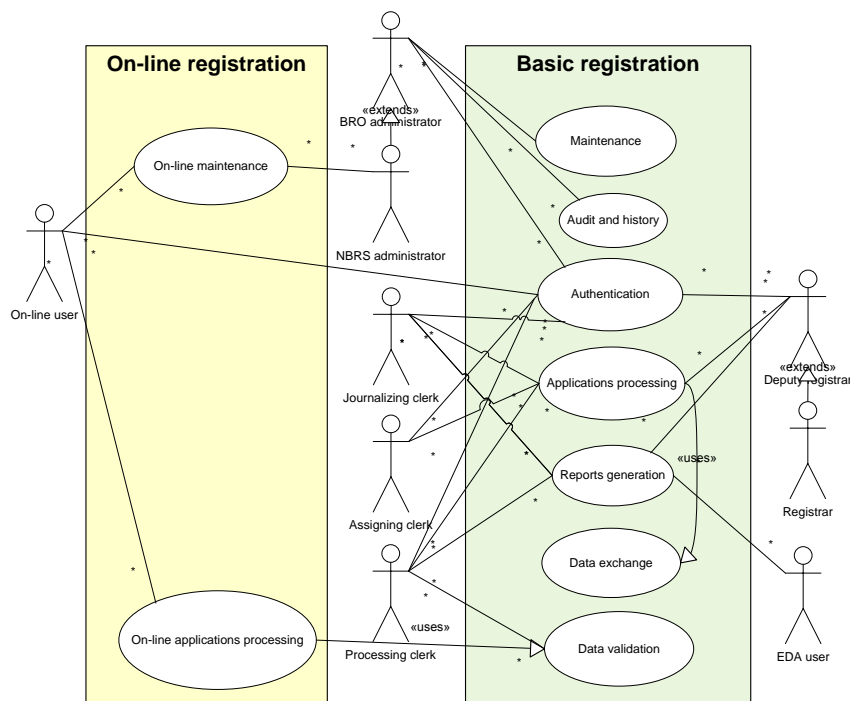 On-line registration
Basic registration
«extends»
BRO administrator
Maintenance
On-line maintenance
Audit and history
NBRS administrator
On-line user
Authentication
«extends»
Deputy registrar
Journalizing clerk
Applications processing
«uses»
Reports generation
Registrar
Assigning clerk
Data exchange
«uses»
On-line applications processing
Processing clerk
Data validation
EDA user